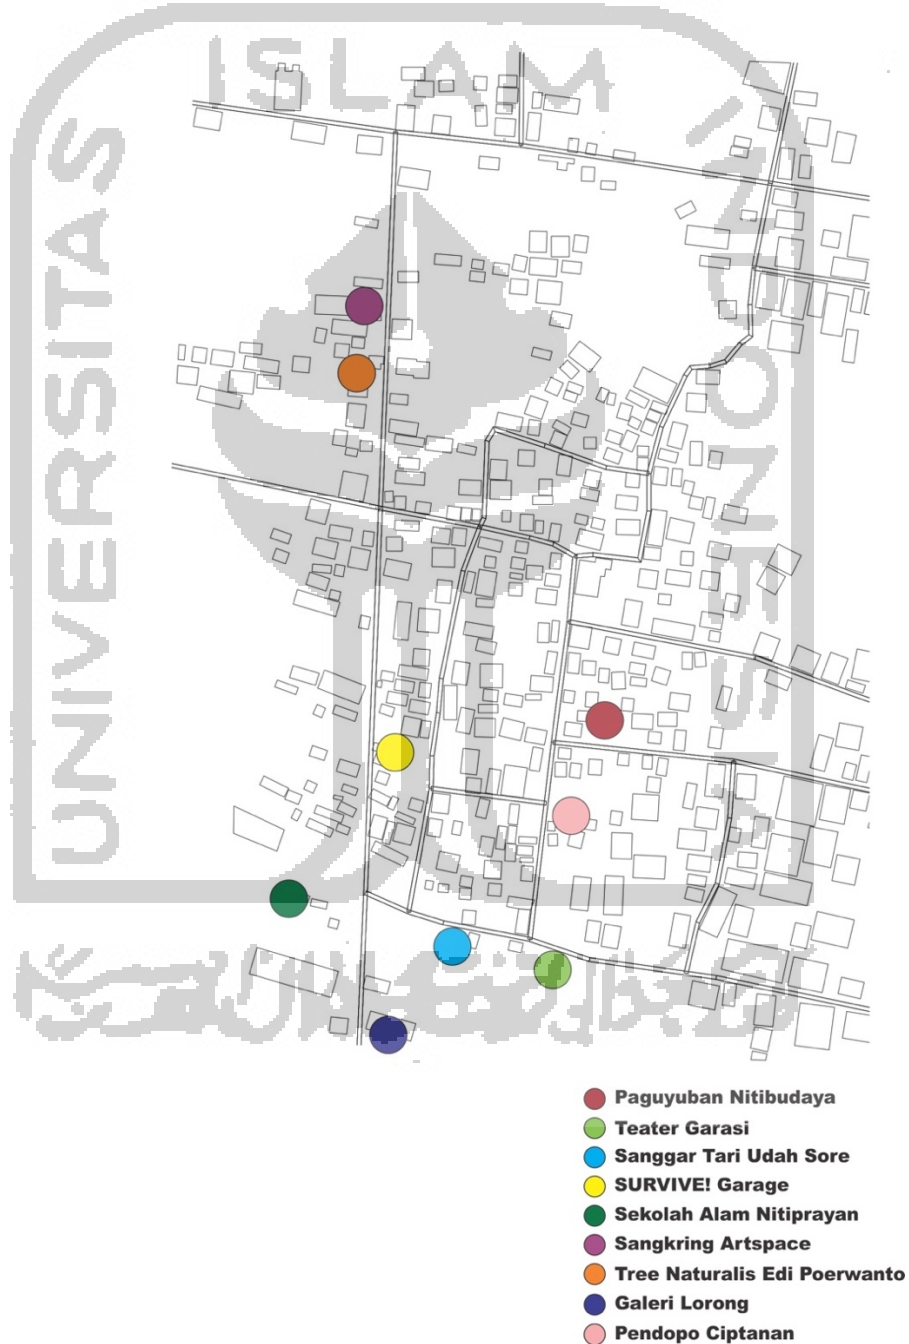 UNIVERSITAS
ISLAM
INDONESIA
Paguyuban Nitibudaya
Teater Garasi
Sanggar Tari Udah Sore
SURVIVE! Garage
Sekolah Alam Nitiprayan
Sangkring Artspace
Tree Naturalis Edi Poerwanto
Galeri Lorong
Pendopo Ciptanan